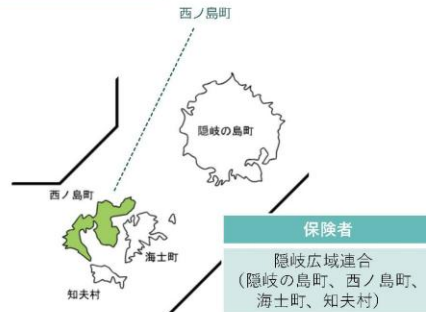 西ノ島町
隠岐の島町
西ノ島町
海士町
知夫村
保険者
隠岐広域連合
（隠岐の島町、西ノ島町、
海士町、知夫村）